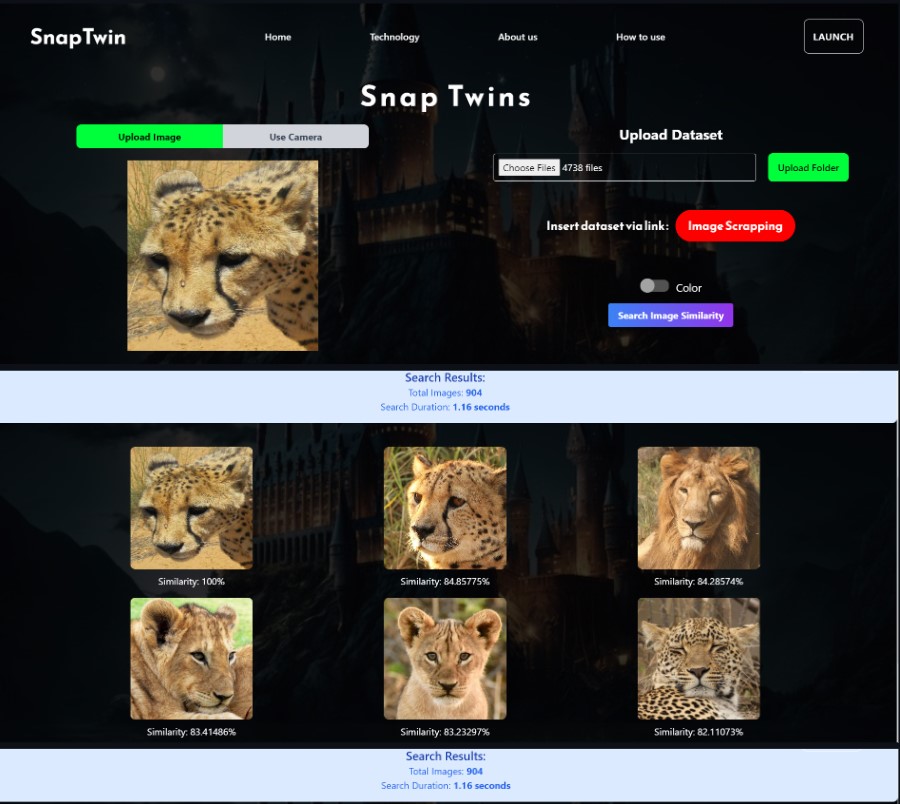 SnapTwin
Home
Technology
About us
How to use
LAUNCH
Snap Twins
Upload Image
Use Camera
Upload Dataset
Choose Files 4738 files
Upload Folder
Insert dataset via link:
Image Scrapping
Color
Search Image Similarity
Search Results:
Total Images: 904
Search Duration: 1.16 seconds
Similarity: 100%
Similarity: 84.85775%
Similarity: 84.28574%
Similarity: 83.41486%
Similarity: 83.23297%
Similarity: 82.11073%
Search Results:
Total Images: 904
Search Duration: 1.16 seconds